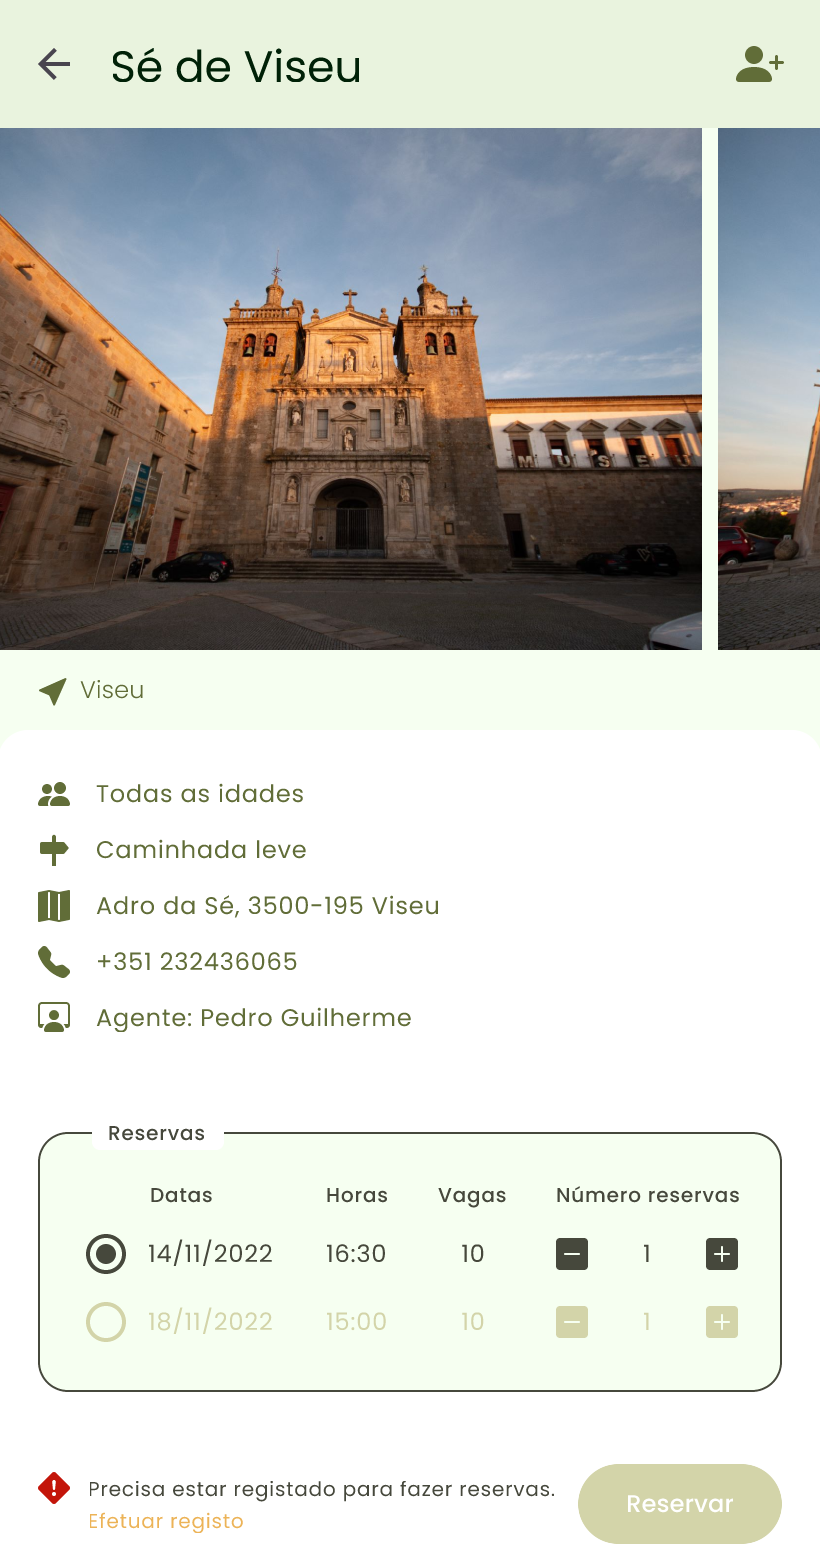 Sé de Viseu
MUSEU
Viseu
Todas as idades
Caminhada leve
Adro da Sé, 3500-195 Viseu
+351 232436065
Agente: Pedro Guilherme
Reservas
Datas Horas Vagas Número reservas
14/11/2022 16:30 10 1
18/11/2022 15:00 10 1
Precisa estar registado para fazer reservas.
Efetuar registo
Reservar